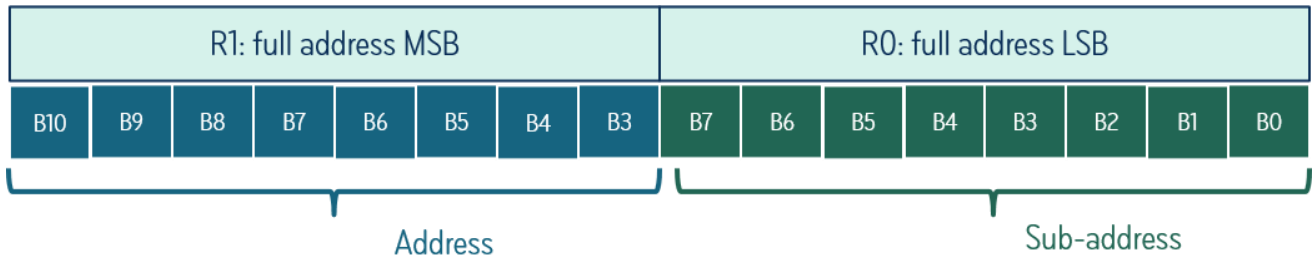 R1: full address MSB R0: full address LSB
B10 B9 B8 B7 B6 B5 B4 B3 B7 B6 B5 B4 B3 B2 B1 B0
Address Sub-address